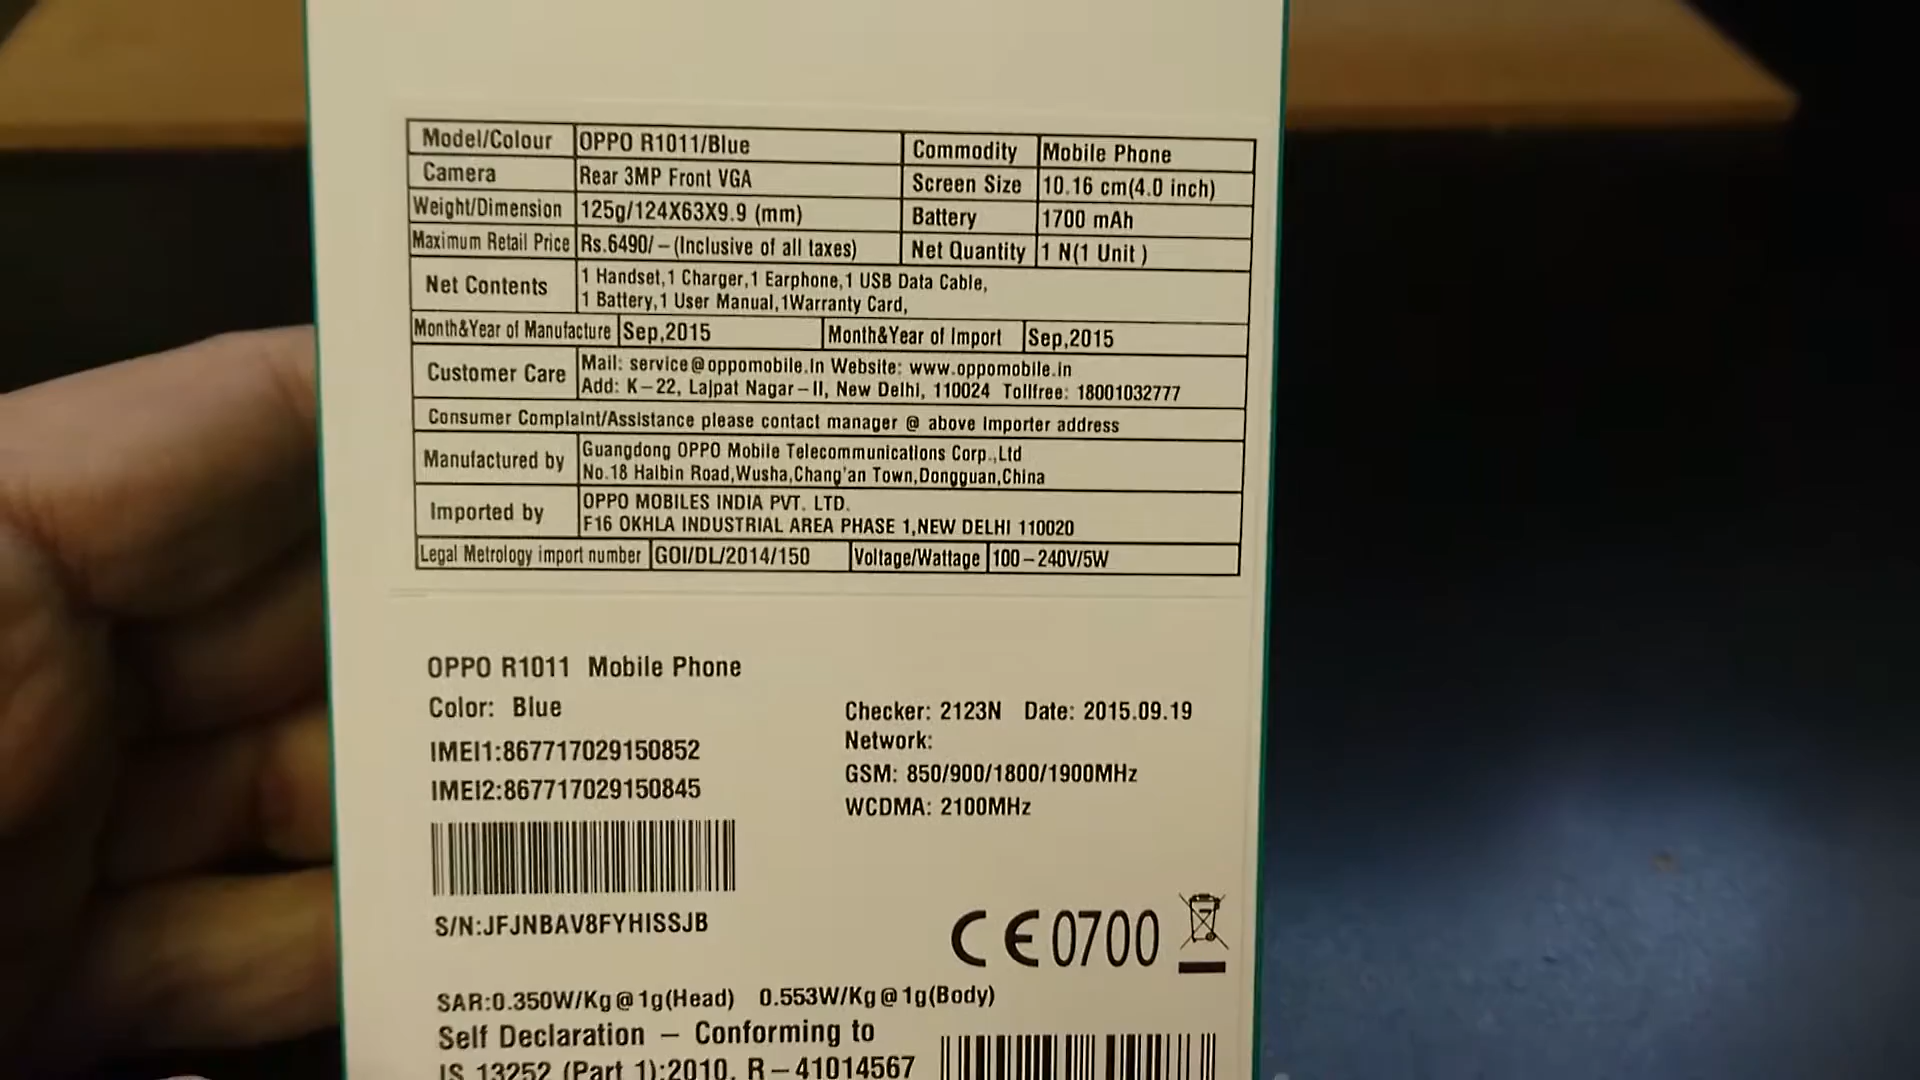 Model/Colour OPPO R1011/Blue Commodity Mobile Phone
Camera Rear 3MP Front VGA Screen Size 10.16 cm(4.0 inch)
Weight/Dimension 125g/124X63X9.9 (mm) Battery 1700 mAh
Maximum Retail Price Rs.6490/-(Inclusive of all taxes) Net Quantity 1 N(1 Unit )
Net Contents 1 Handset,1 Charger,1 Earphone,1 USB Data Cable,
1 Battery,1 User Manual,1Warranty Card,
Month&Year of Manufacture Sep,2015 Month&Year of Import Sep,2015
Customer Care Mail: service@oppomobile.in Website: www.oppomobile.in
Add: K-22, Lajpat Nagar-II, New Delhi, 110024 Tollfree: 18001032777
Consumer Complaint/Assistance please contact manager @ above Importer address
Manufactured by Guangdong OPPO Mobile Telecommunications Corp.,Ltd
No.18 Haibin Road,Wusha,Chang'an Town,Dongguan,China
Imported by OPPO MOBILES INDIA PVT. LTD.
F16 OKHLA INDUSTRIAL AREA PHASE 1,NEW DELHI 110020
Legal Metrology import number GOI/DL/2014/150 Voltage/Wattage 100-240V/5W
OPPO R1011 Mobile Phone
Color: Blue
IMEI1:867717029150852
IMEI2:867717029150845
S/N:JFJNBAV8FYHISSJB
Checker: 2123N Date: 2015.09.19
Network:
GSM: 850/900/1800/1900MHz
WCDMA: 2100MHz
CE0700
SAR:0.350W/Kg@1g(Head) 0.553W/Kg@1g(Body)
Self Declaration – Conforming to
IS 13252 (Part 1):2010, R-41014567